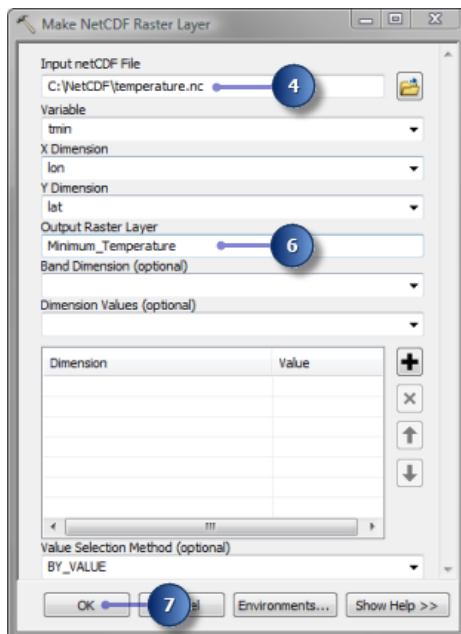 Make NetCDF Raster Layer
Input netCDF File
C:\NetCDF\temperature.nc
4
Variable
tmin
X Dimension
lon
Y Dimension
lat
Output Raster Layer
Minimum_Temperature
6
Band Dimension (optional)
Dimension Values (optional)
Dimension Value
Value Selection Method (optional)
BY_VALUE
OK 7 el Environments... Show Help >>